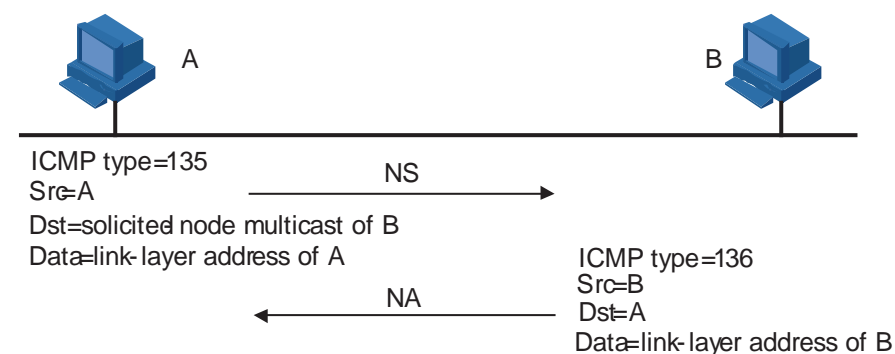 A
B
ICMP type=135
Src=A
NS
Dst=solicited node multicast of B
Data=link-layer address of A
ICMP type=136
Src=B
NA
Dst=A
Data=link-layer address of B